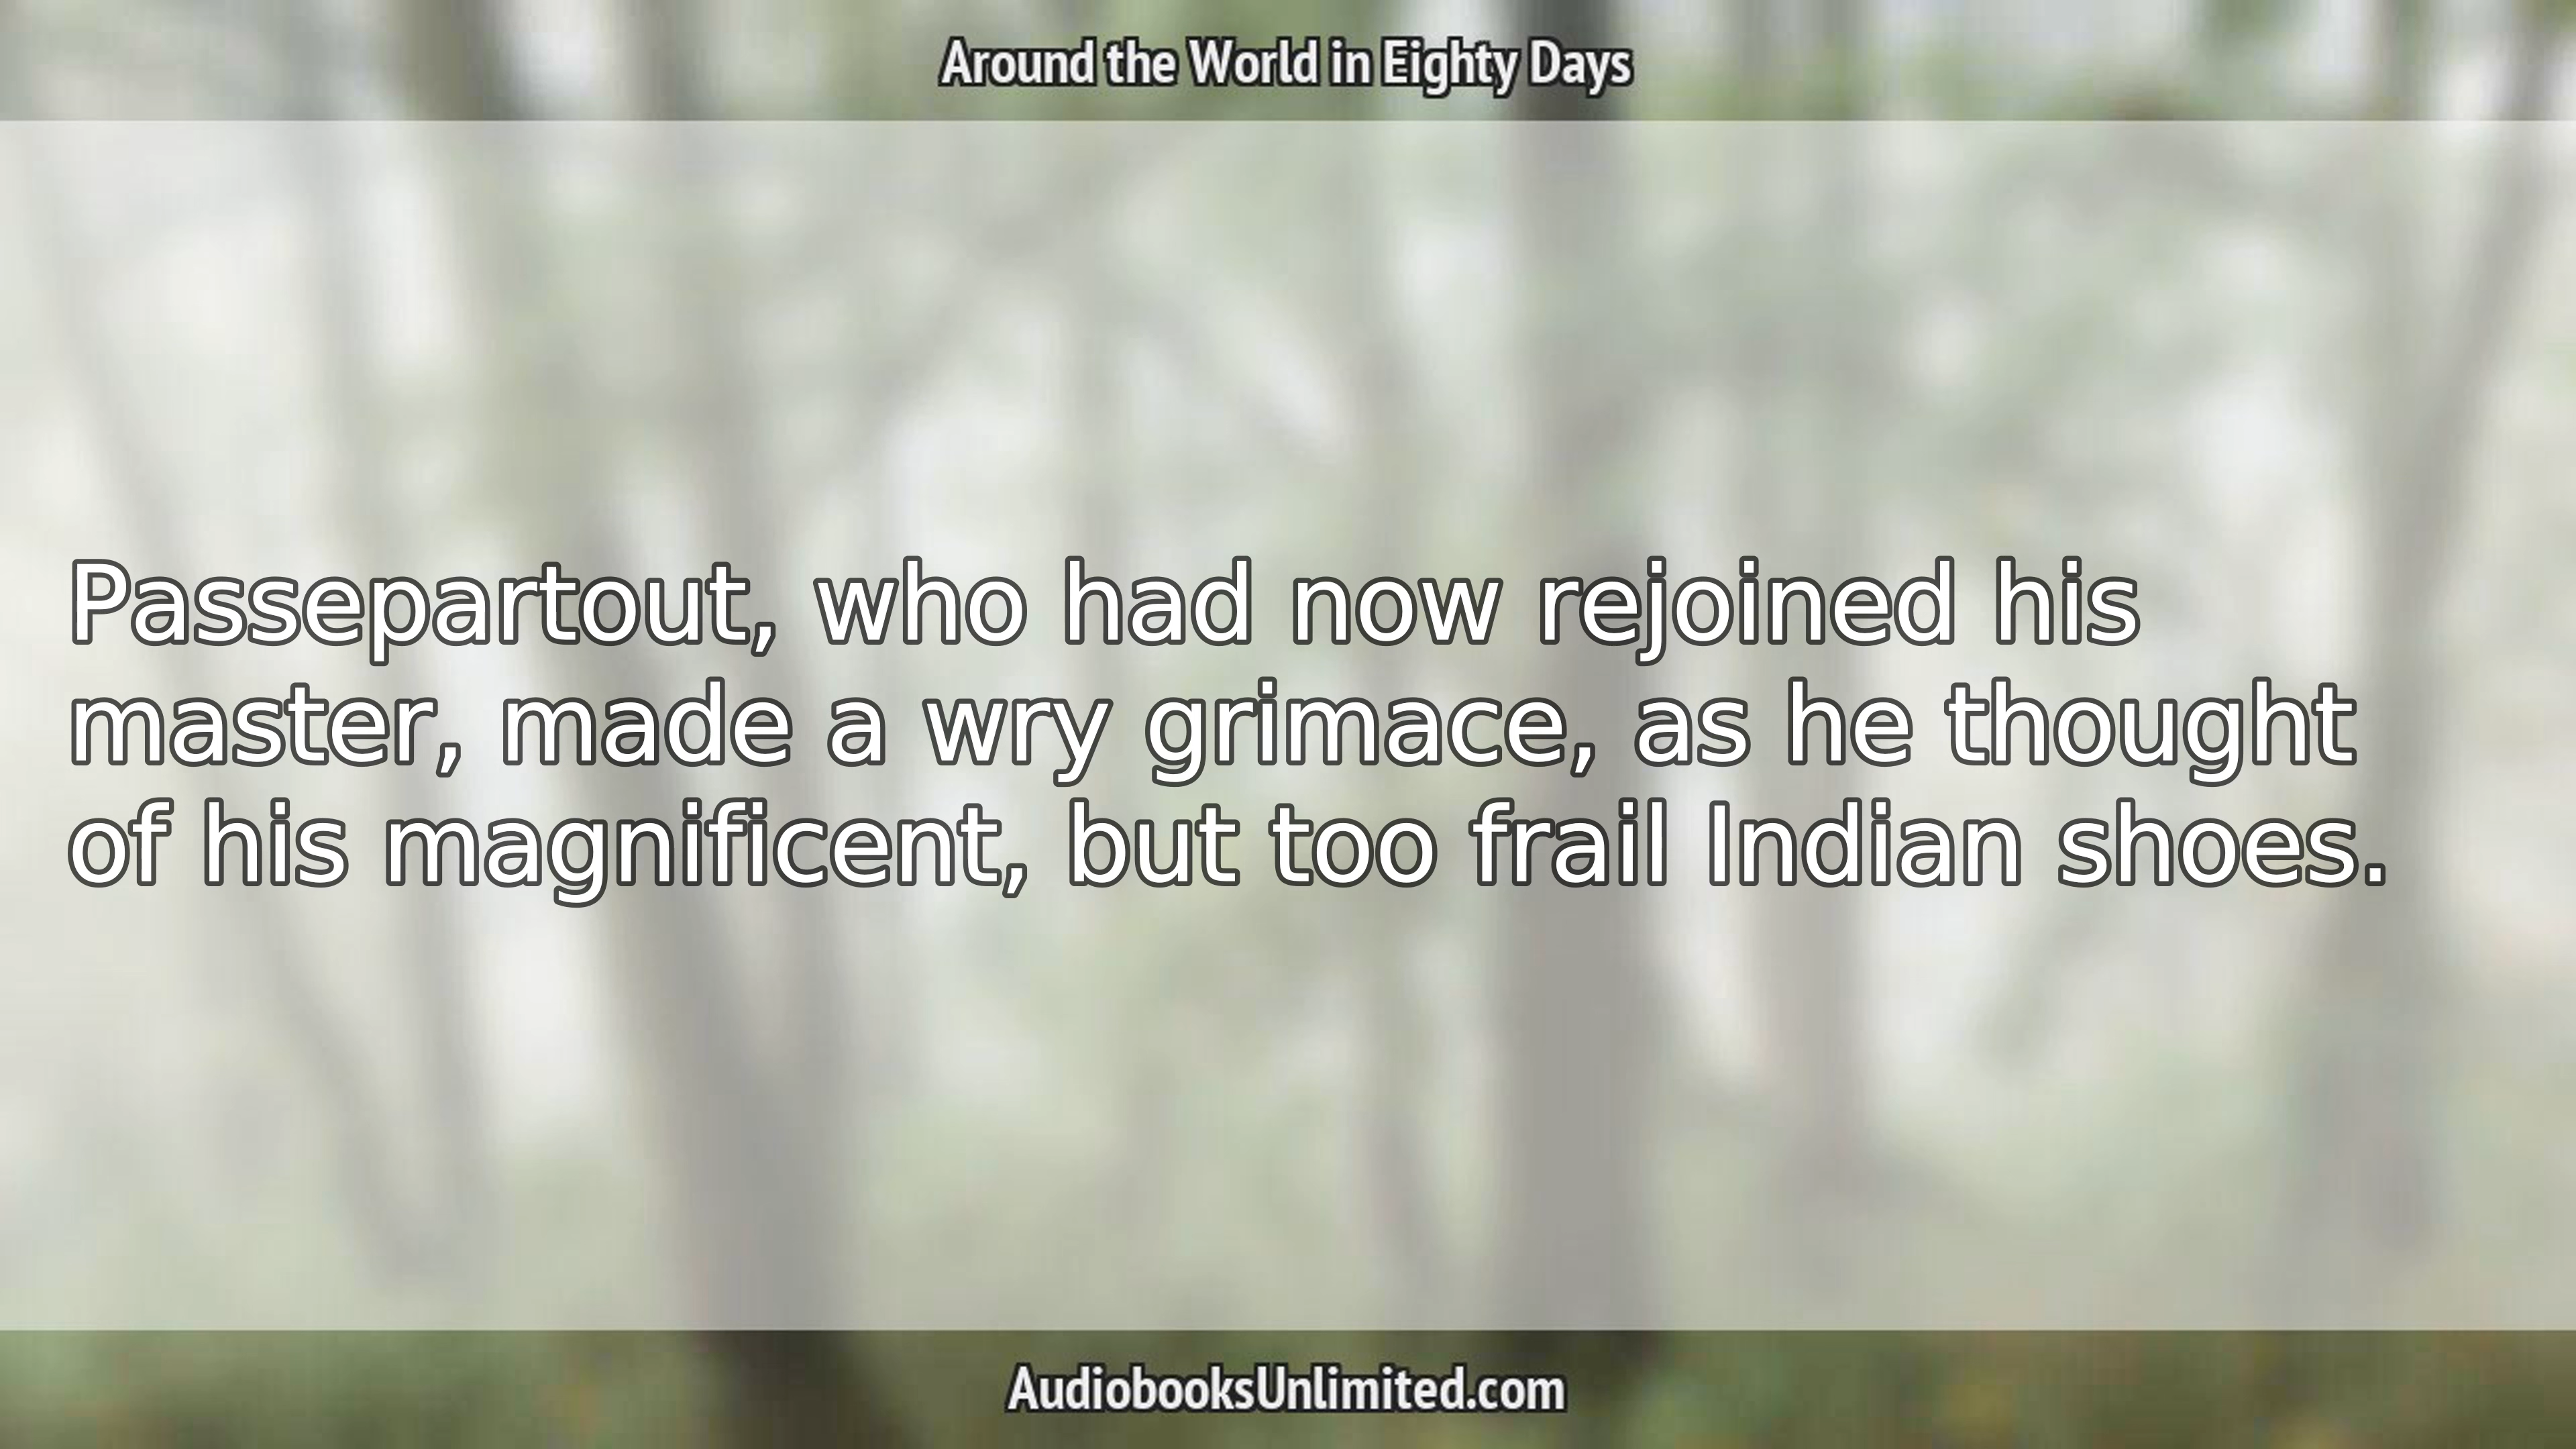 Around the World in Eighty Days
Passepartout, who had now rejoined his
master, made a wry grimace, as he thought
of his magnificent, but too frail Indian shoes.
AudiobooksUnlimited.com